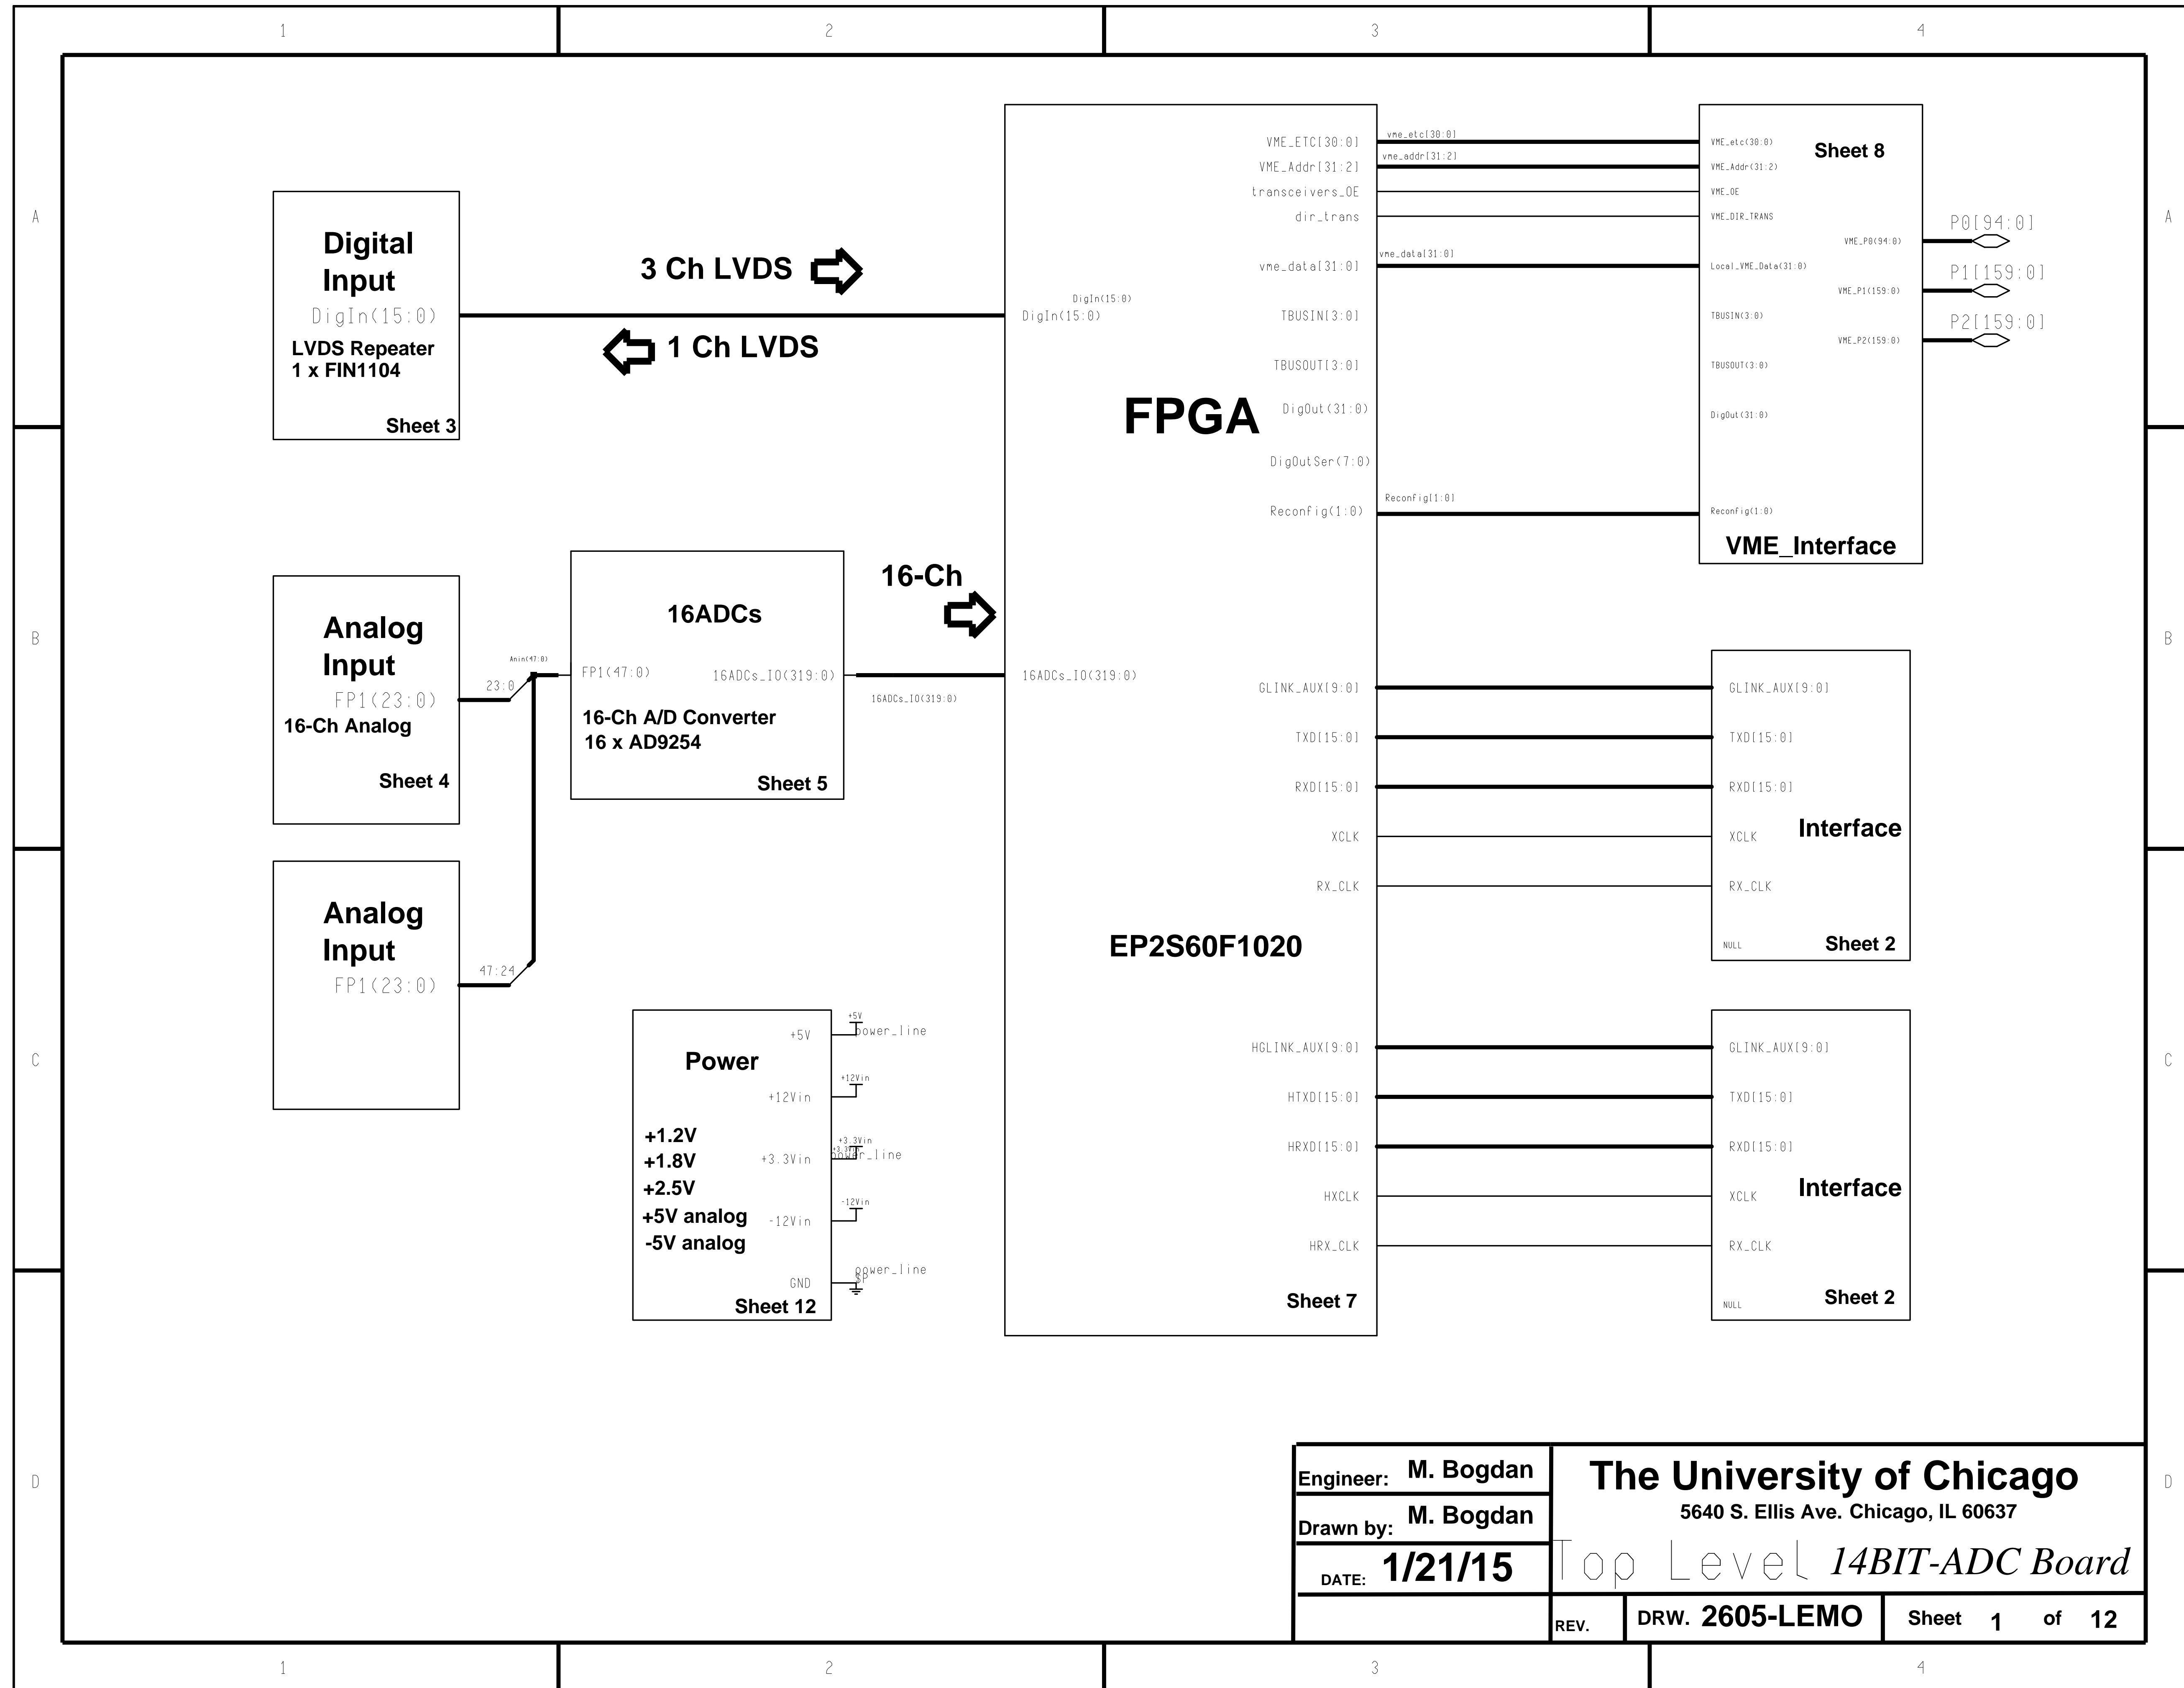 1 2 3 4
A A
B B
C C
D D
Digital
Input
DigIn(15:0)
LVDS Repeater
1 x FIN1104
Sheet 3
3 Ch LVDS
1 Ch LVDS
Analog
Input
FP1(23:0)
16-Ch Analog
Sheet 4
23:0
Anin(47:0)
Analog
Input
FP1(23:0)
47:24
16ADCs
FP1(47:0) 16ADCs_IO(319:0)
16-Ch A/D Converter
16 x AD9254
Sheet 5
16ADCs_IO(319:0)
16-Ch
Power
+5V
+12Vin
+3.3Vin
-12Vin
GND
+1.2V
+1.8V
+2.5V
+5V analog
-5V analog
Sheet 12
+5V
power_line
+12Vin
+3.3Vin
power_line
-12Vin
power_line
FPGA
EP2S60F1020
Sheet 7
DigIn(15:0)
DigIn(15:0)
16ADCs_IO(319:0)
VME_ETC[30:0]
VME_Addr[31:2]
transceivers_OE
dir_trans
vme_data[31:0]
TBUSIN[3:0]
TBUSOUT[3:0]
DigOut(31:0)
DigOutSer(7:0)
Reconfig(1:0)
GLINK_AUX[9:0]
TXD[15:0]
RXD[15:0]
XCLK
RX_CLK
HGLINK_AUX[9:0]
HTXD[15:0]
HRXD[15:0]
HXCLK
HRX_CLK
vme_etc[30:0]
vme_addr[31:2]
vme_data[31:0]
Reconfig[1:0]
Sheet 8
VME_etc(30:0)
VME_Addr(31:2)
VME_OE
VME_DIR_TRANS
VME_P0(94:0)
Local_VME_Data(31:0)
VME_P1(159:0)
TBUSIN(3:0)
VME_P2(159:0)
TBUSOUT(3:0)
DigOut(31:0)
Reconfig(1:0)
VME_Interface
P0[94:0]
P1[159:0]
P2[159:0]
GLINK_AUX[9:0]
TXD[15:0]
RXD[15:0]
Interface
XCLK
RX_CLK
NULL Sheet 2
GLINK_AUX[9:0]
TXD[15:0]
RXD[15:0]
Interface
XCLK
RX_CLK
NULL Sheet 2
Engineer: M. Bogdan
Drawn by: M. Bogdan
DATE: 1/21/15
The University of Chicago
5640 S. Ellis Ave. Chicago, IL 60637
Top Level 14BIT-ADC Board
REV. DRW. 2605-LEMO Sheet 1 of 12
1 2 3 4